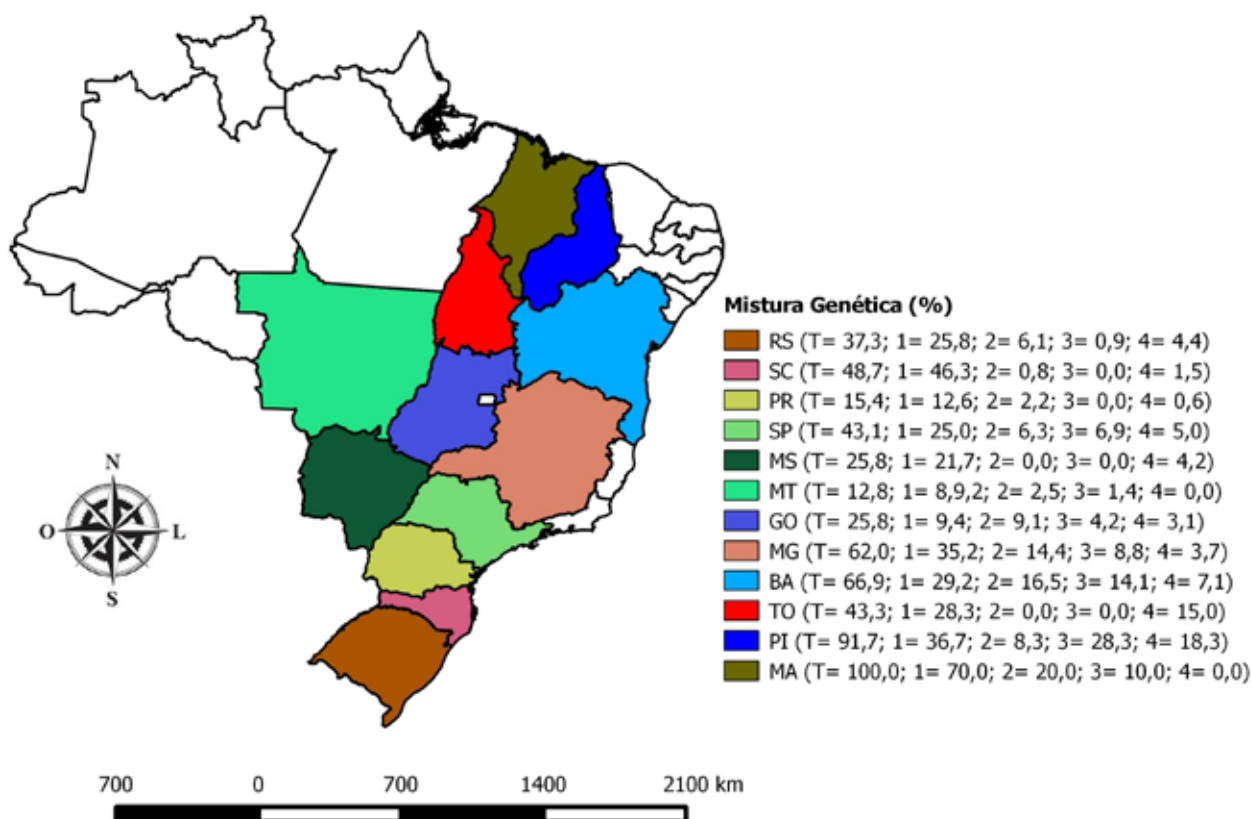 Mistura Genética (%)
RS (T= 37,3; 1= 25,8; 2= 6,1; 3= 0,9; 4= 4,4)
SC (T= 48,7; 1= 46,3; 2= 0,8; 3= 0,0; 4= 1,5)
PR (T= 15,4; 1= 12,6; 2= 2,2; 3= 0,0; 4= 0,6)
SP (T= 43,1; 1= 25,0; 2= 6,3; 3= 6,9; 4= 5,0)
MS (T= 25,8; 1= 21,7; 2= 0,0; 3= 0,0; 4= 4,2)
MT (T= 12,8; 1= 8,9,2; 2= 2,5; 3= 1,4; 4= 0,0)
GO (T= 25,8; 1= 9,4; 2= 9,1; 3= 4,2; 4= 3,1)
MG (T= 62,0; 1= 35,2; 2= 14,4; 3= 8,8; 4= 3,7)
BA (T= 66,9; 1= 29,2; 2= 16,5; 3= 14,1; 4= 7,1)
TO (T= 43,3; 1= 28,3; 2= 0,0; 3= 0,0; 4= 15,0)
PI (T= 91,7; 1= 36,7; 2= 8,3; 3= 28,3; 4= 18,3)
MA (T= 100,0; 1= 70,0; 2= 20,0; 3= 10,0; 4= 0,0)
N
O L
S
700 0 700 1400 2100 km